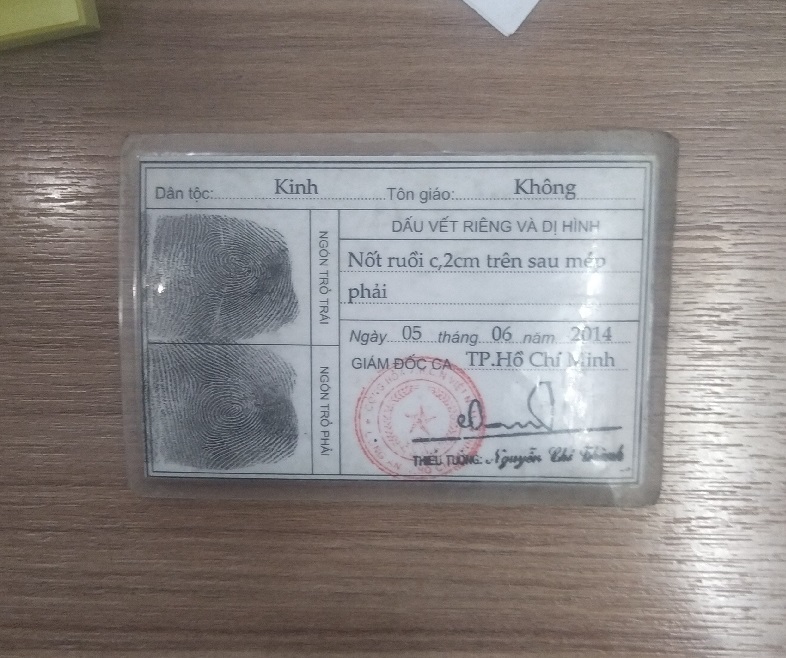 Dân tộc: Kinh Tôn giáo: Không
NGÓN TRỎ TRÁI
NGÓN TRỎ PHẢI
DẤU VẾT RIÊNG VÀ DỊ HÌNH
Nốt ruồi c,2cm trên sau mép
phải
Ngày 05 tháng 06 năm 2014
GIÁM ĐỐC CA TP.Hồ Chí Minh
THIẾU TƯỚNG: Nguyễn Chí Thành